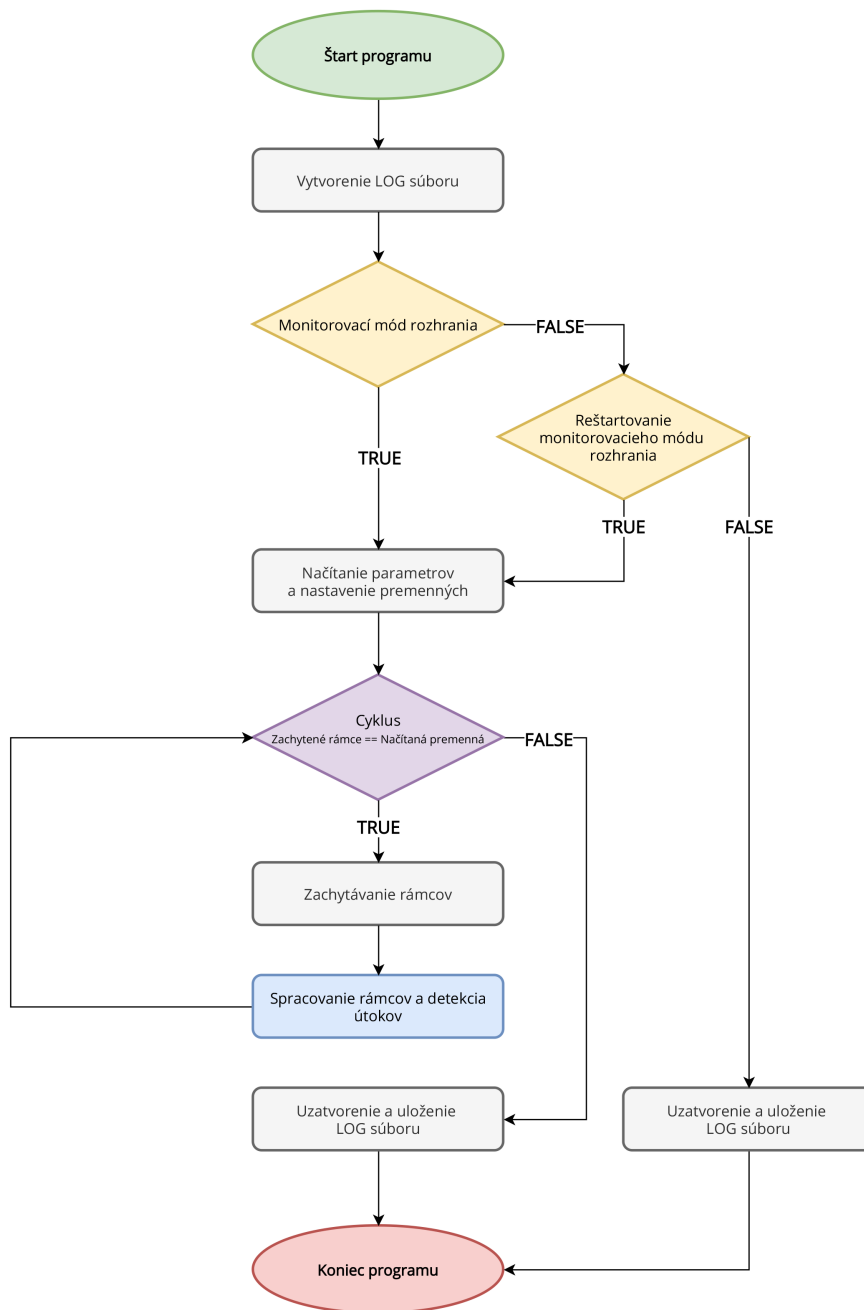 Štart programu
Vytvorenie LOG súboru
Monitorovací mód rozhrania
FALSE
Reštartovanie
monitorovacieho módu
rozhrania
TRUE
TRUE
FALSE
Načítanie parametrov
a nastavenie premenných
Cyklus
Zachytené rámce == Načítaná premenná
FALSE
TRUE
Zachytávanie rámcov
Spracovanie rámcov a detekcia
útokov
Uzatvorenie a uloženie
LOG súboru
Uzatvorenie a uloženie
LOG súboru
Koniec programu